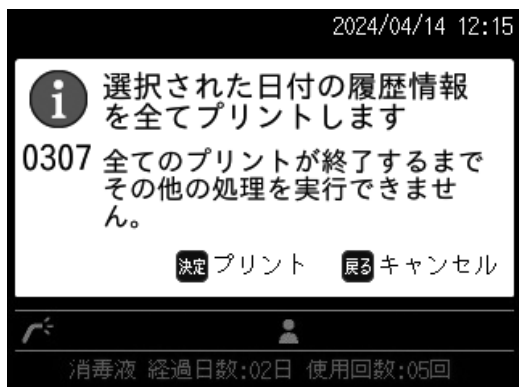 2024/04/14 12:15
選択された日付の履歴情報
を全てプリントします
0307 全てのプリントが終了するまで
その他の処理を実行できませ
ん。
決定 プリント 戻る キャンセル
消毒液 経過日数:02日 使用回数:05回